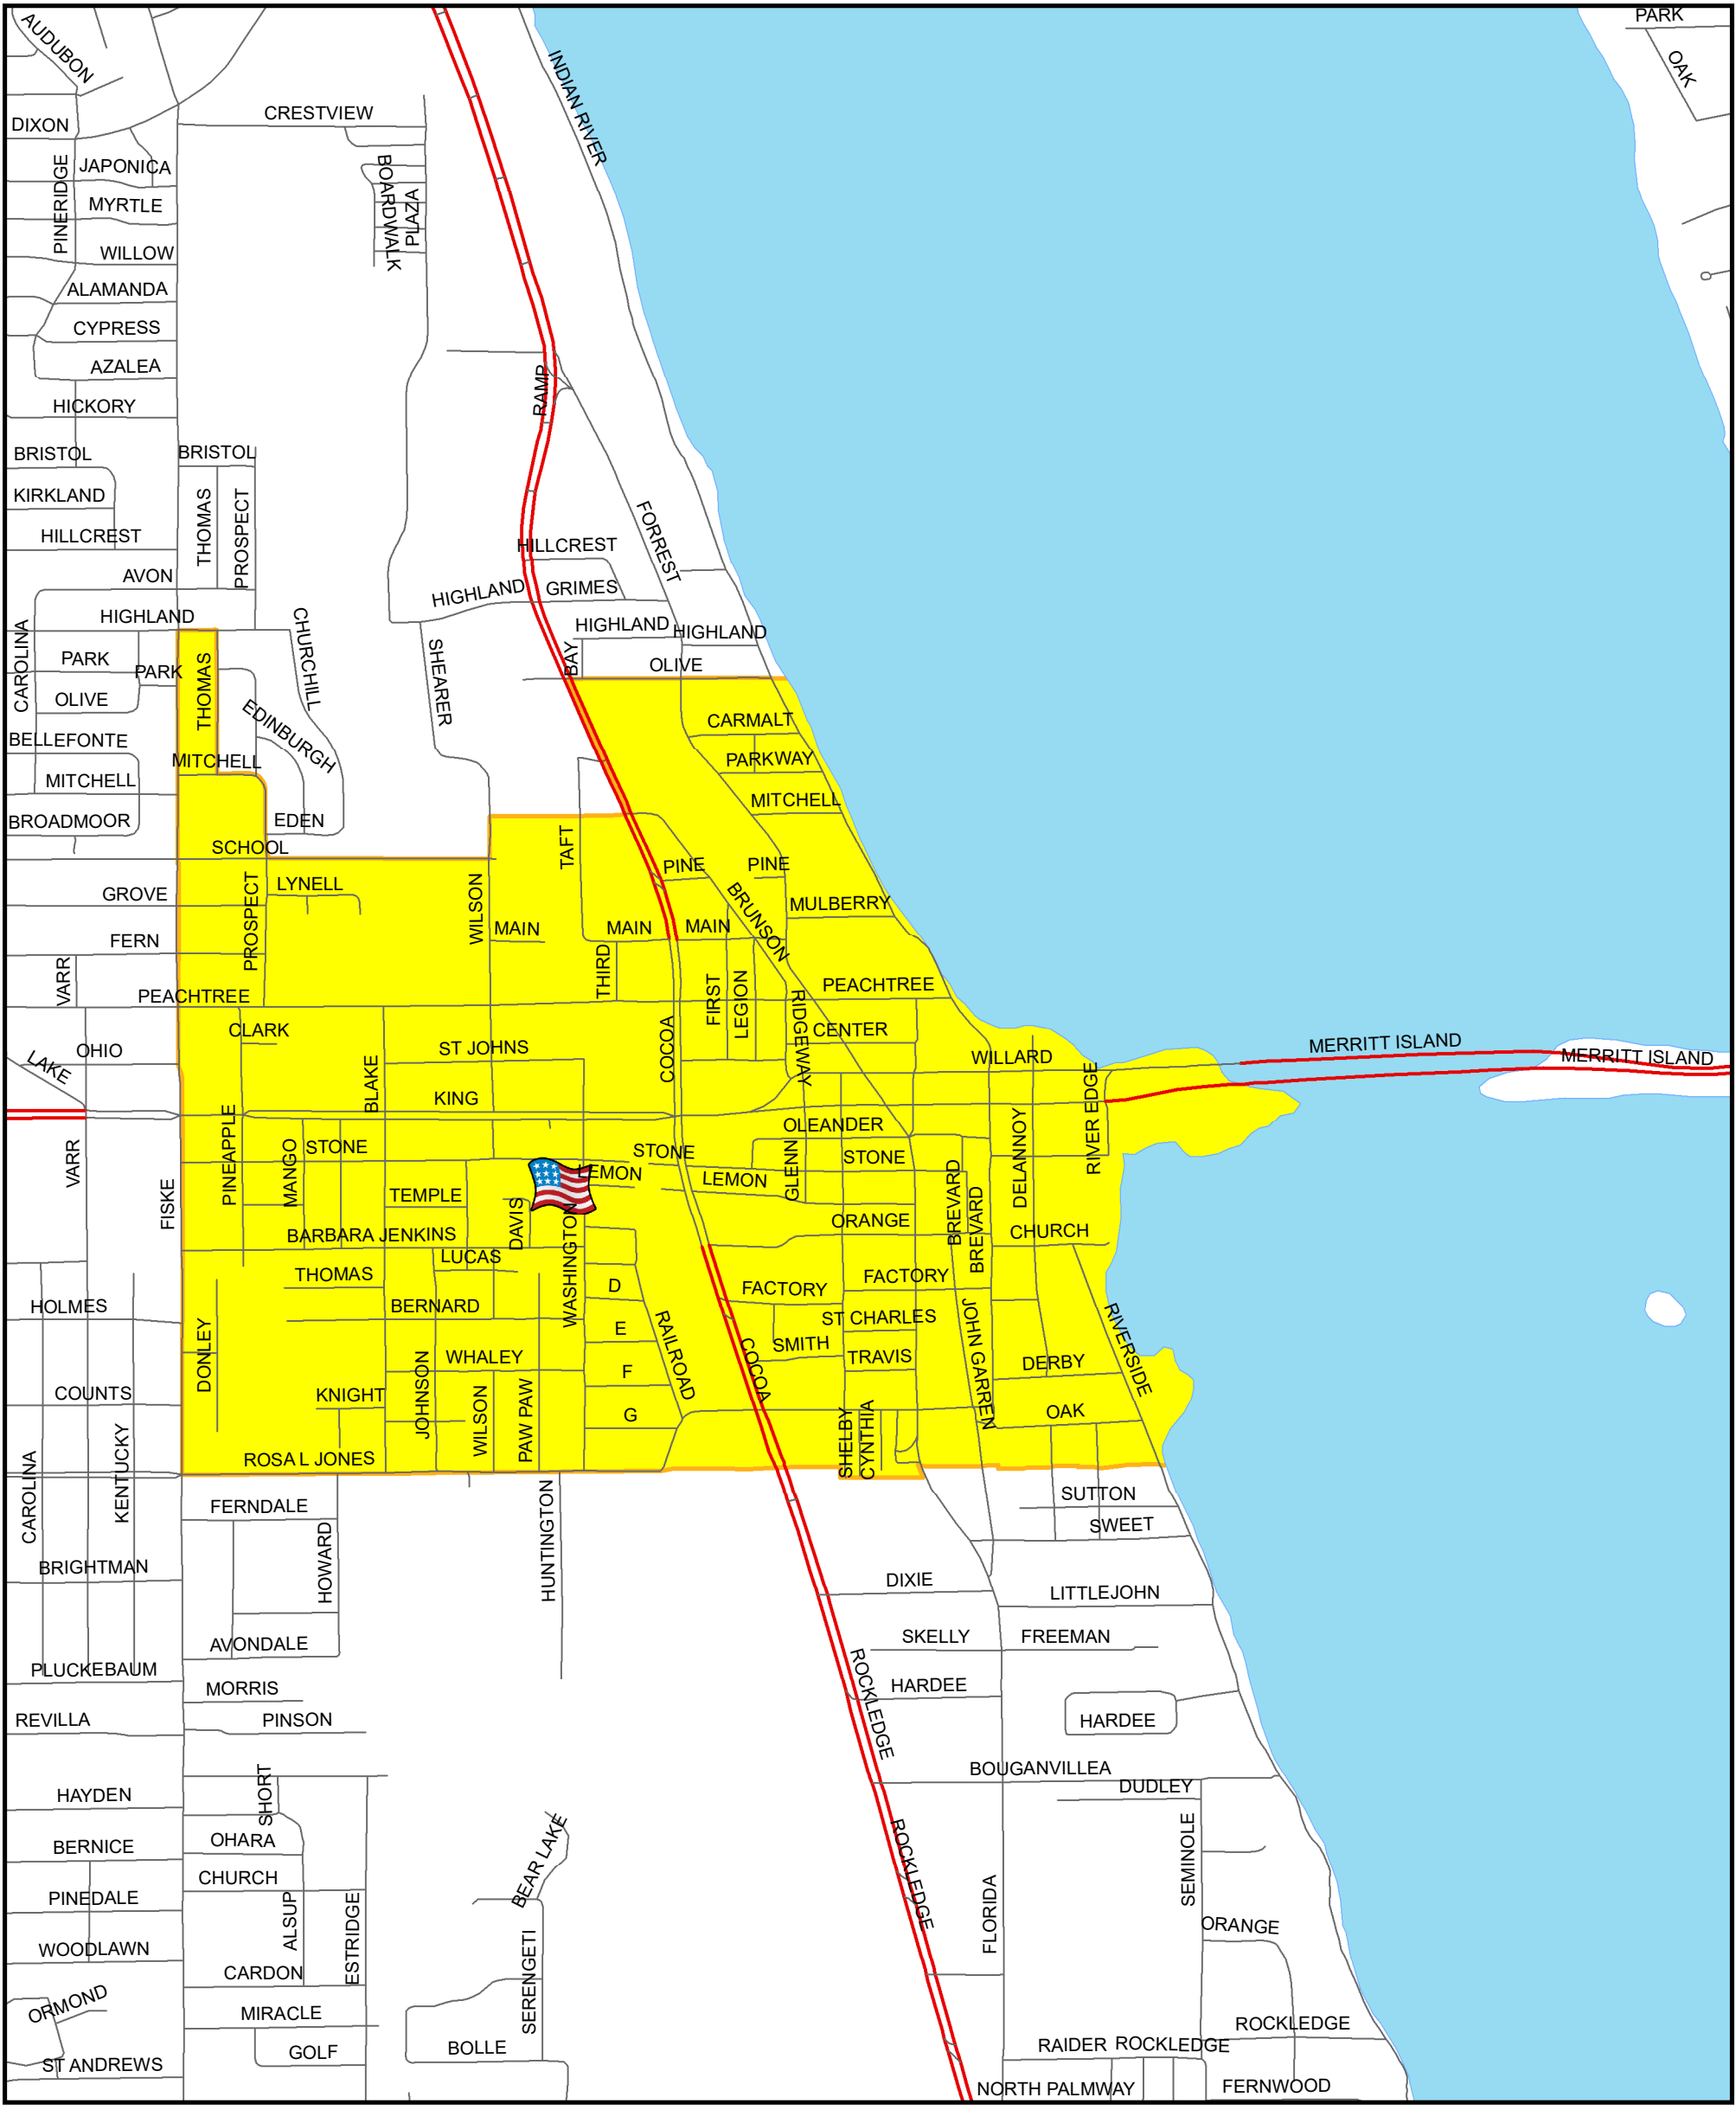 PARK
AUDUBON
OAK
INDIAN RIVER
CRESTVIEW
DIXON
JAPONICA
BOARDWALK
PLAZA
PINERIDGE
MYRTLE
WILLOW
ALAMANDA
CYPRESS
AZALEA
RAMP
HICKORY
BRISTOL
BRISTOL
KIRKLAND
THOMAS
PROSPECT
FORREST
HILLCREST
HILLCREST
AVON
HIGHLAND
GRIMES
HIGHLAND
CHURCHILL
HIGHLAND
HIGHLAND
CAROLINA
SHEARER
BAY
PARK
PARK
THOMAS
OLIVE
OLIVE
EDINBURGH
CARMALT
BELLEFONTE
MITCHELL
PARKWAY
MITCHELL
MITCHELL
BROADMOOR
EDEN
SCHOOL
TAFT
PINE
PINE
GROVE
PROSPECT
LYNELL
WILSON
BRUNSON
MULBERRY
FERN
MAIN
MAIN
MAIN
VARR
THIRD
FIRST
LEGION
PEACHTREE
PEACHTREE
RIDGEWAY
CLARK
COCOA
CENTER
OHIO
LAKE
BLAKE
ST JOHNS
WILLARD
MERRITT ISLAND
MERRITT ISLAND
KING
RIVER EDGE
VARR
PINEAPPLE
MANGO
STONE
STONE
OLEANDER
STONE
GLENN
DELANNOY
FISKE
TEMPLE
LEMON
LEMON
BREVARD
BREVARD
DAVIS
WASHINGTON
ORANGE
CHURCH
BARBARA JENKINS
LUCAS
THOMAS
D
FACTORY
FACTORY
HOLMES
BERNARD
E
RAILROAD
ST CHARLES
JOHN GARREN
RIVERSIDE
DONLEY
WHALEY
F
COCOA
SMITH
TRAVIS
DERBY
COUNTS
KNIGHT
JOHNSON
WILSON
PAW PAW
G
SHELBY
CYNTHIA
OAK
CAROLINA
KENTUCKY
ROSA L JONES
FERNDALE
HUNTINGTON
SUTTON
SWEET
HOWARD
BRIGHTMAN
DIXIE
LITTLEJOHN
AVONDALE
SKELLY
FREEMAN
PLUCKEBAUM
ROCKLEDGE
MORRIS
HARDEE
REVILLA
PINSON
HARDEE
BOUGANVILLEA
HAYDEN
SHORT
DUDLEY
BERNICE
OHARA
BEAR LAKE
ROCKLEDGE
SEMINOLE
CHURCH
PINEDALE
ALSUP
ESTRIDGE
FLORIDA
ORANGE
WOODLAWN
SERENGETI
CARDON
ORMOND
MIRACLE
ROCKLEDGE
GOLF
BOLLE
RAIDER
ROCKLEDGE
ST ANDREWS
NORTH PALMWAY
FERNWOOD